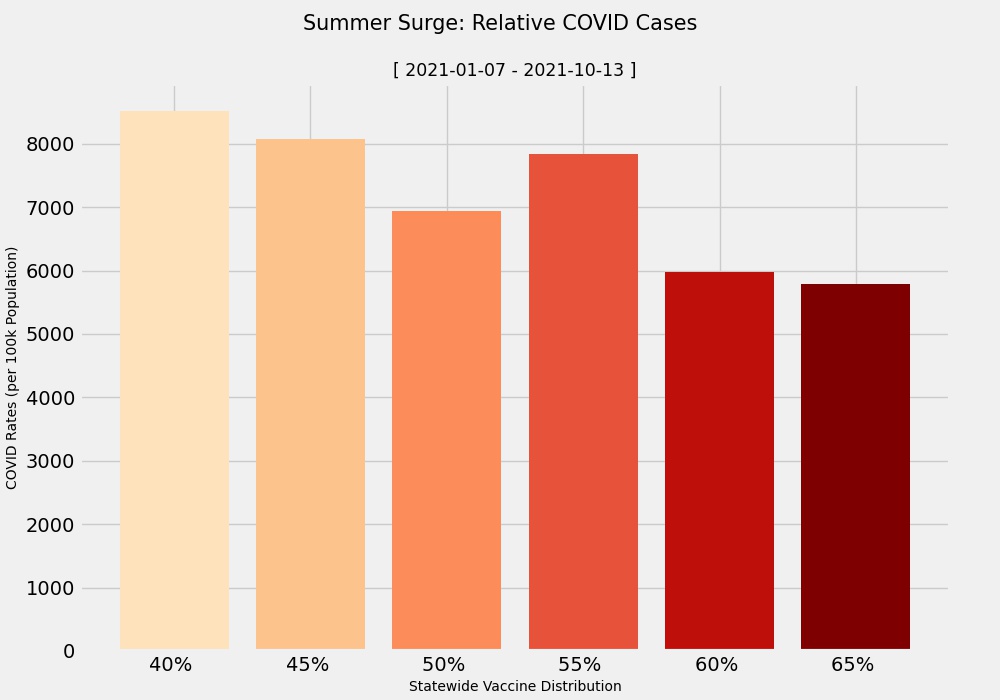 Summer Surge: Relative COVID Cases
[ 2021-01-07 - 2021-10-13 ]
COVID Rates (per 100k Population)
8000
7000
6000
5000
4000
3000
2000
1000
0
40% 45% 50% 55% 60% 65%
Statewide Vaccine Distribution